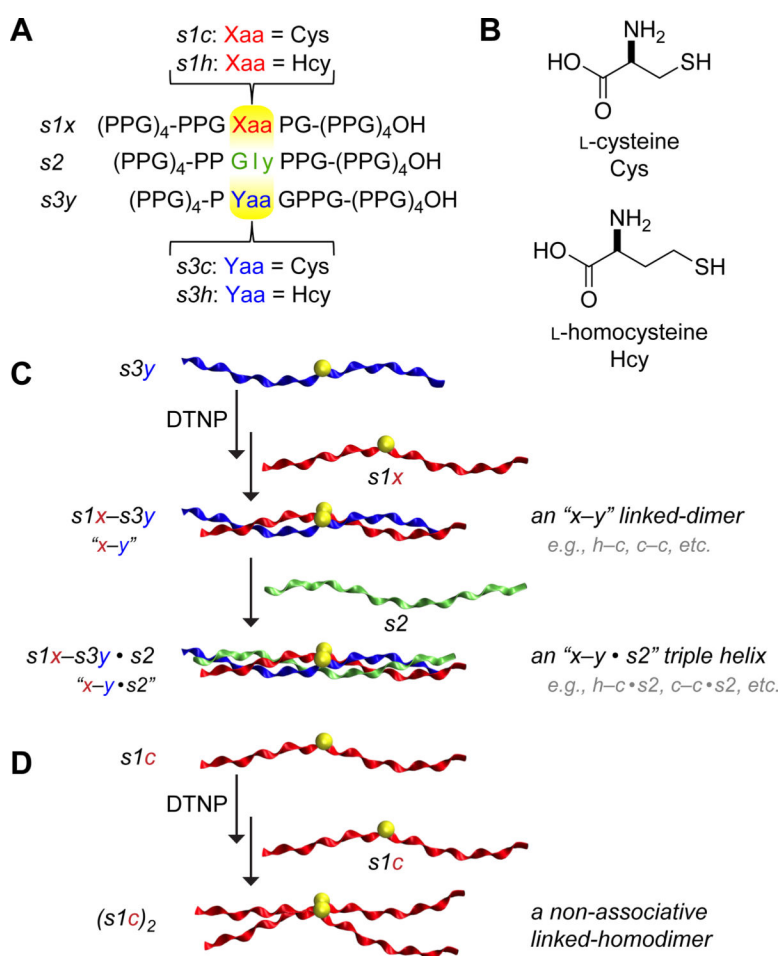 A
s1c: Xaa = Cys
s1h: Xaa = Hcy
s1x (PPG)4-PPG Xaa PG-(PPG)4OH
s2 (PPG)4-PP Gly PPG-(PPG)4OH
s3y (PPG)4-P Yaa GPPG-(PPG)4OH
s3c: Yaa = Cys
s3h: Yaa = Hcy
B
NH2
HO
SH
O
L-cysteine
Cys
NH2
HO
SH
O
L-homocysteine
Hcy
C
s3y
DTNP
s1x
s1x–s3y
"x–y"
an "x–y" linked-dimer
e.g., h–c, c–c, etc.
s2
s1x–s3y • s2
"x–y•s2"
an "x–y • s2" triple helix
e.g., h–c•s2, c–c•s2, etc.
D
s1c
DTNP
s1c
(s1c)2
a non-associative
linked-homodimer